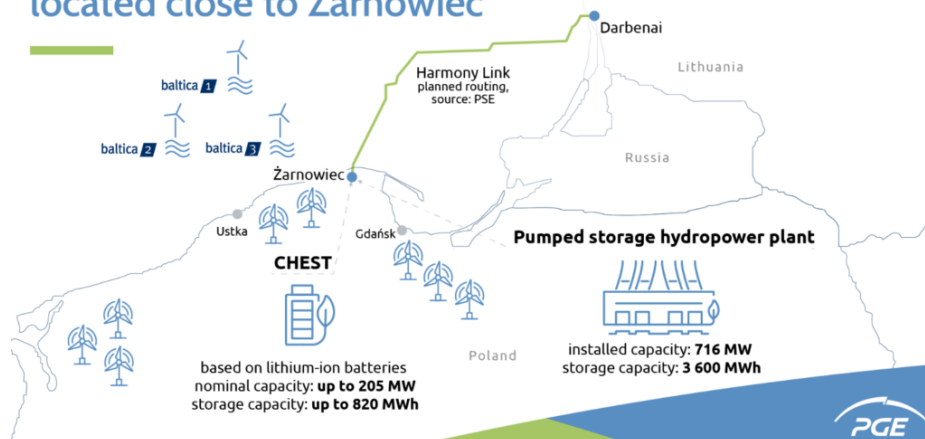 located close to Żarnowiec
Darbenai
Lithuania
Harmony Link
planned routing,
source: PSE
baltica 1
baltica 2
baltica 3
Russia
Żarnowiec
Ustka
Gdańsk
Pumped storage hydropower plant
CHEST
installed capacity: 716 MW
storage capacity: 3 600 MWh
Poland
based on lithium-ion batteries
nominal capacity: up to 205 MW
storage capacity: up to 820 MWh
PGE